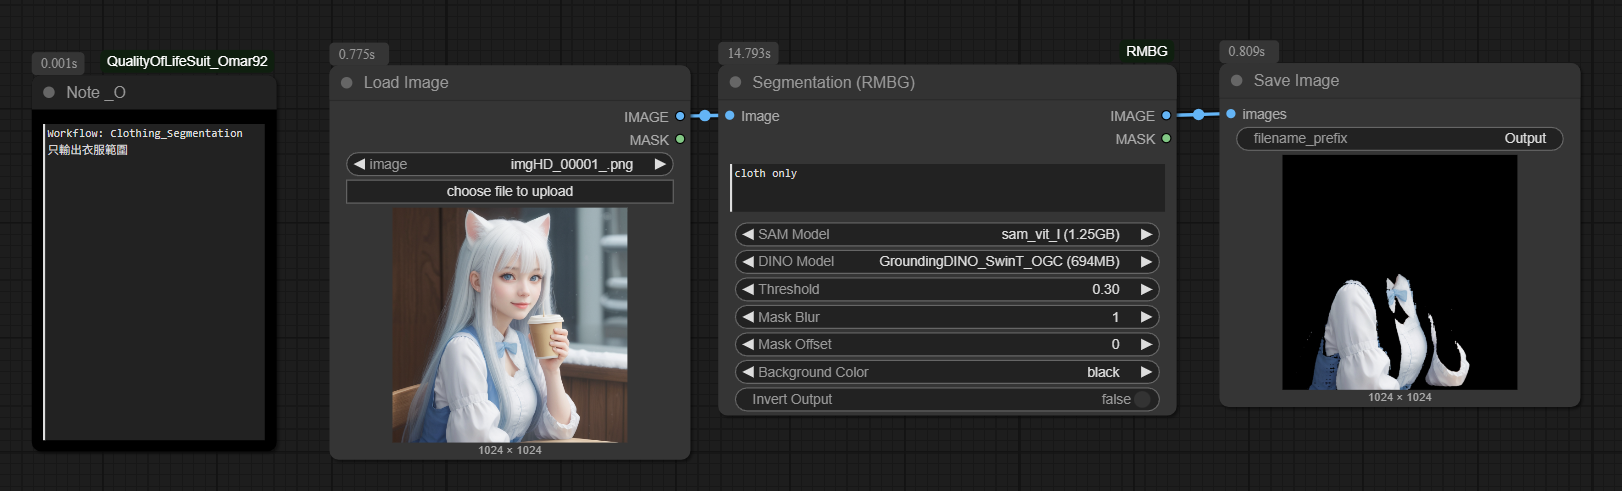 0.001s
QualityOfLifeSuit_Omar92
Note _O
Workflow: Clothing_Segmentation
只輸出衣服範圍
0.775s
Load Image
IMAGE
MASK
image
imgHD_00001_.png
choose file to upload
1024 × 1024
14.793s
RMBG
Segmentation (RMBG)
Image
IMAGE
MASK
cloth only
SAM Model
sam_vit_l (1.25GB)
DINO Model
GroundingDINO_SwinT_OGC (694MB)
Threshold
0.30
Mask Blur
1
Mask Offset
0
Background Color
black
Invert Output
false
0.809s
Save Image
images
filename_prefix
Output
1024 × 1024